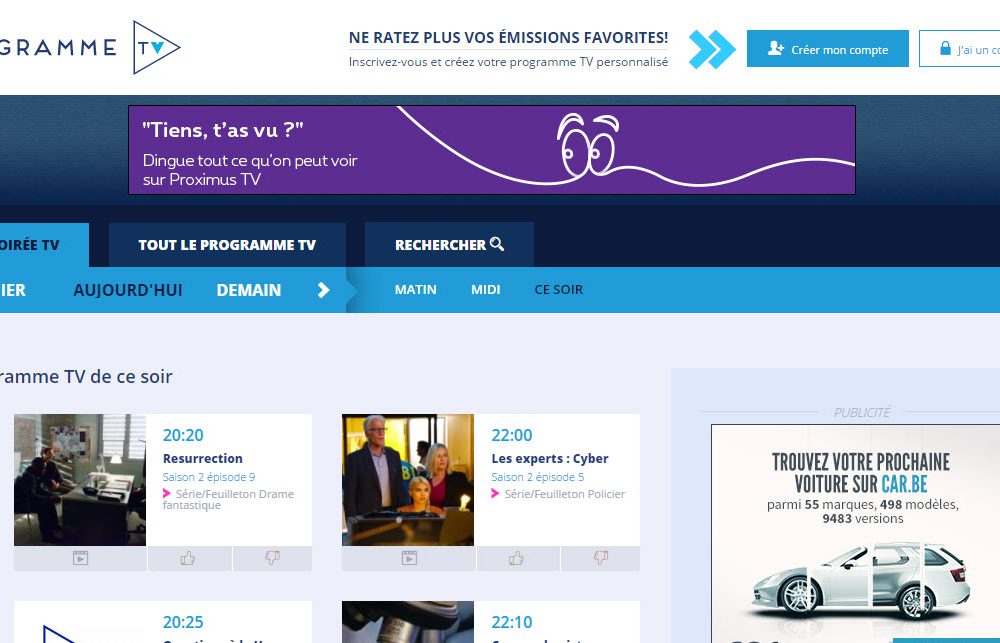 GRAMME TV
NE RATEZ PLUS VOS ÉMISSIONS FAVORITES!
Inscrivez-vous et créez votre programme TV personnalisé
Créer mon compte
J'ai un co
"Tiens, t’as vu ?"
Dingue tout ce qu’on peut voir
sur Proximus TV
OIRÉE TV
TOUT LE PROGRAMME TV
RECHERCHER
IER
AUJOURD'HUI
DEMAIN
MATIN
MIDI
CE SOIR
ramme TV de ce soir
20:20
Resurrection
Saison 2 épisode 9
Série/Feuilleton Drame
fantastique
22:00
Les experts : Cyber
Saison 2 épisode 5
Série/Feuilleton Policier
PUBLICITÉ
TROUVEZ VOTRE PROCHAINE
VOITURE SUR CAR.BE
parmi 55 marques, 498 modèles,
9483 versions
20:25
22:10